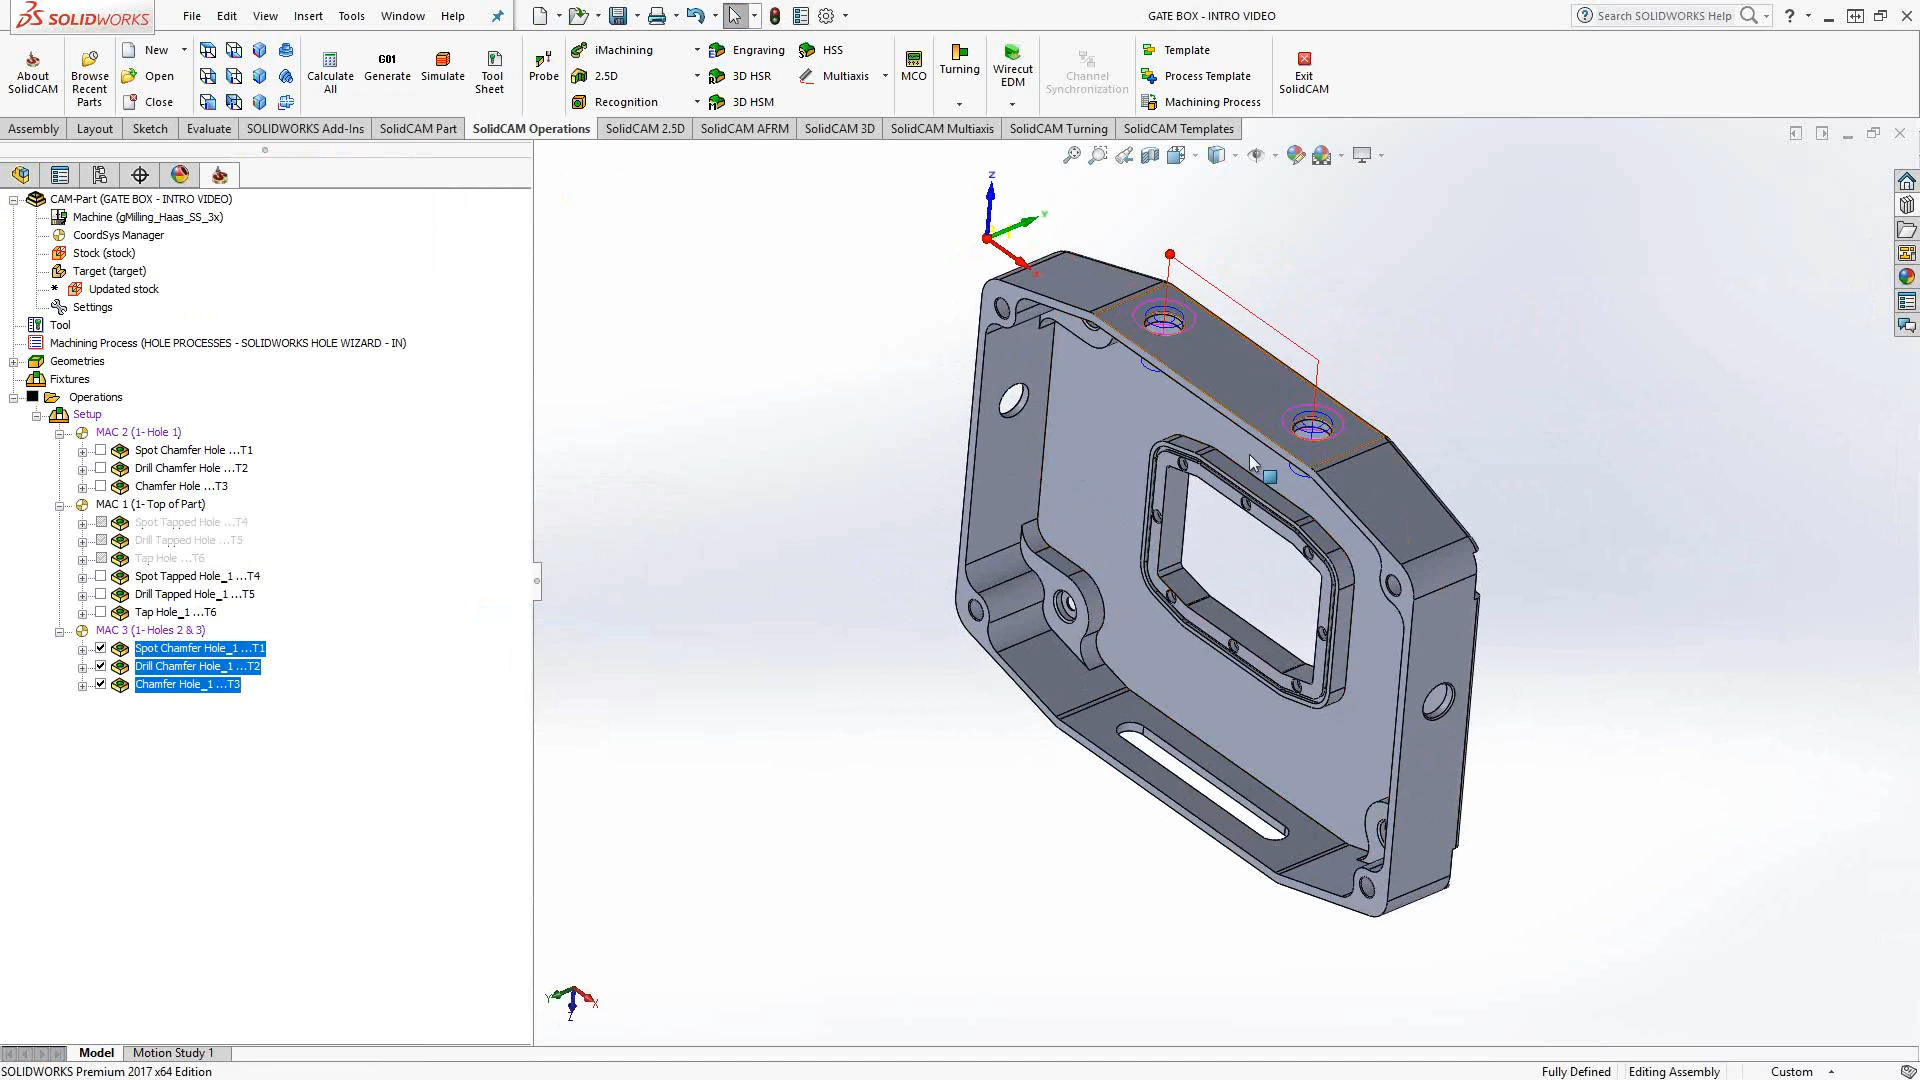 SOLIDWORKS
File Edit View Insert Tools Window Help
GATE BOX - INTRO VIDEO
Search SOLIDWORKS Help
?
About SolidCAM
Browse Recent Parts
New
Open
Close
Calculate All
G01
Generate
Simulate
Tool Sheet
Probe
iMachining
2.5D
Recognition
Engraving
3D HSR
3D HSM
HSS
Multiaxis
MCO
Turning
Wirecut EDM
Channel Synchronization
Template
Process Template
Machining Process
Exit SolidCAM
Assembly Layout Sketch Evaluate SOLIDWORKS Add-Ins SolidCAM Part SolidCAM Operations SolidCAM 2.5D SolidCAM AFRM SolidCAM 3D SolidCAM Multiaxis SolidCAM Turning SolidCAM Templates
CAM-Part (GATE BOX - INTRO VIDEO)
Machine (gMilling_Haas_SS_3x)
CoordSys Manager
Stock (stock)
Target (target)
* Updated stock
Settings
Tool
Machining Process (HOLE PROCESSES - SOLIDWORKS HOLE WIZARD - IN)
Geometries
Fixtures
Operations
Setup
MAC 2 (1- Hole 1)
Spot Chamfer Hole ...T1
Drill Chamfer Hole ...T2
Chamfer Hole ...T3
MAC 1 (1- Top of Part)
Spot Tapped Hole ...T4
Drill Tapped Hole ...T5
Tap Hole ...T6
Spot Tapped Hole_1 ...T4
Drill Tapped Hole_1 ...T5
Tap Hole_1 ...T6
MAC 3 (1- Holes 2 & 3)
Spot Chamfer Hole_1 ...T1
Drill Chamfer Hole_1 ...T2
Chamfer Hole_1 ...T3
Z
Y
X
Y X
Z
Model Motion Study 1
SOLIDWORKS Premium 2017 x64 Edition
Fully Defined Editing Assembly Custom